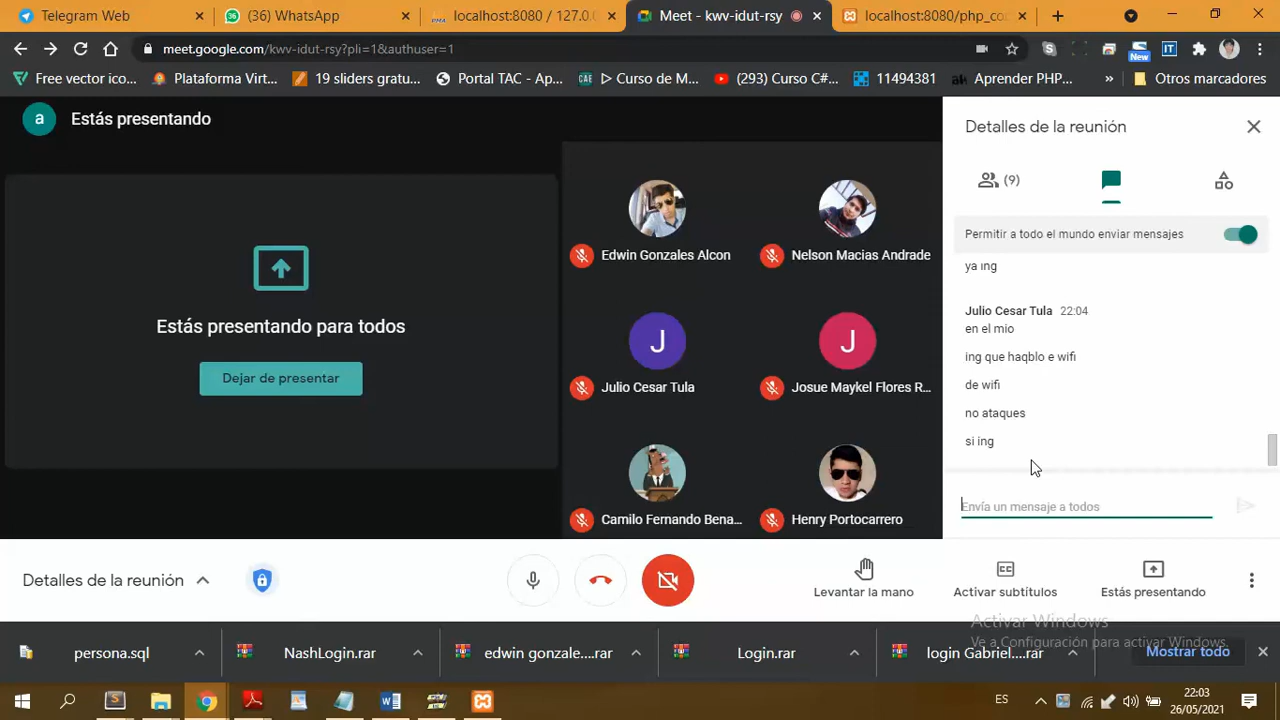 Telegram Web
(36) WhatsApp
localhost:8080 / 127.0.
Meet - kwv-idut-rsy
localhost:8080/php_co
meet.google.com/kwv-idut-rsy?pli=1&authuser=1
New
Free vector ico...
Plataforma Virt...
19 sliders gratu...
Portal TAC - Ap...
▷ Curso de M...
(293) Curso C#...
11494381
Aprender PHP...
»
Otros marcadores
a
Estás presentando
Estás presentando para todos
Dejar de presentar
Edwin Gonzales Alcon
Nelson Macias Andrade
J
Julio Cesar Tula
J
Josue Maykel Flores R...
Camilo Fernando Bena...
Henry Portocarrero
Detalles de la reunión
(9)
Permitir a todo el mundo enviar mensajes
ya ing
Julio Cesar Tula 22:04
en el mio
ing que haqblo e wifi
de wifi
no ataques
si ing
Envía un mensaje a todos
Detalles de la reunión
Levantar la mano
Activar subtítulos
Estás presentando
Activar Windows
Ve a Configuración para activar Windows.
persona.sql
NashLogin.rar
edwin gonzale....rar
Login.rar
login Gabriel....rar
Mostrar todo
ES
22:03
26/05/2021